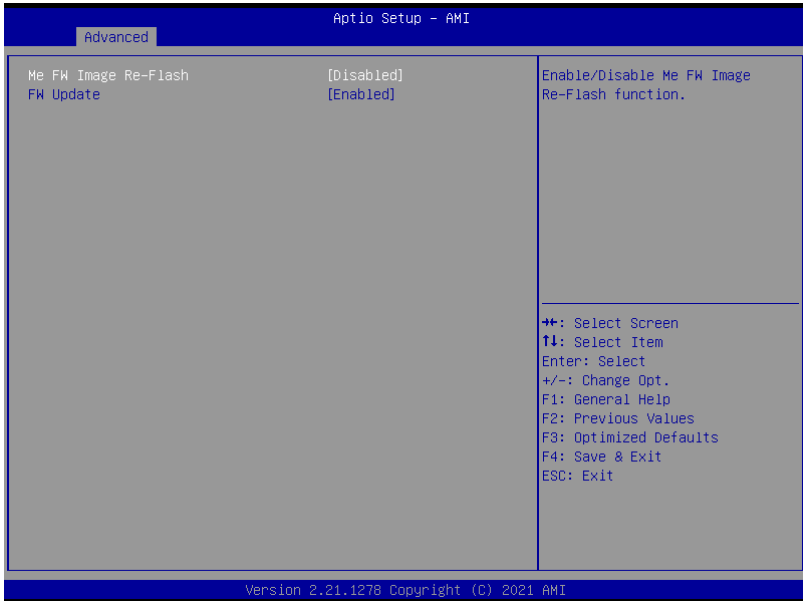 Aptio Setup – AMI
Advanced
Me FW Image Re-Flash [Disabled]
FW Update [Enabled]
Enable/Disable Me FW Image
Re-Flash function.
→←: Select Screen
↑↓: Select Item
Enter: Select
+/-: Change Opt.
F1: General Help
F2: Previous Values
F3: Optimized Defaults
F4: Save & Exit
ESC: Exit
Version 2.21.1278 Copyright (C) 2021 AMI